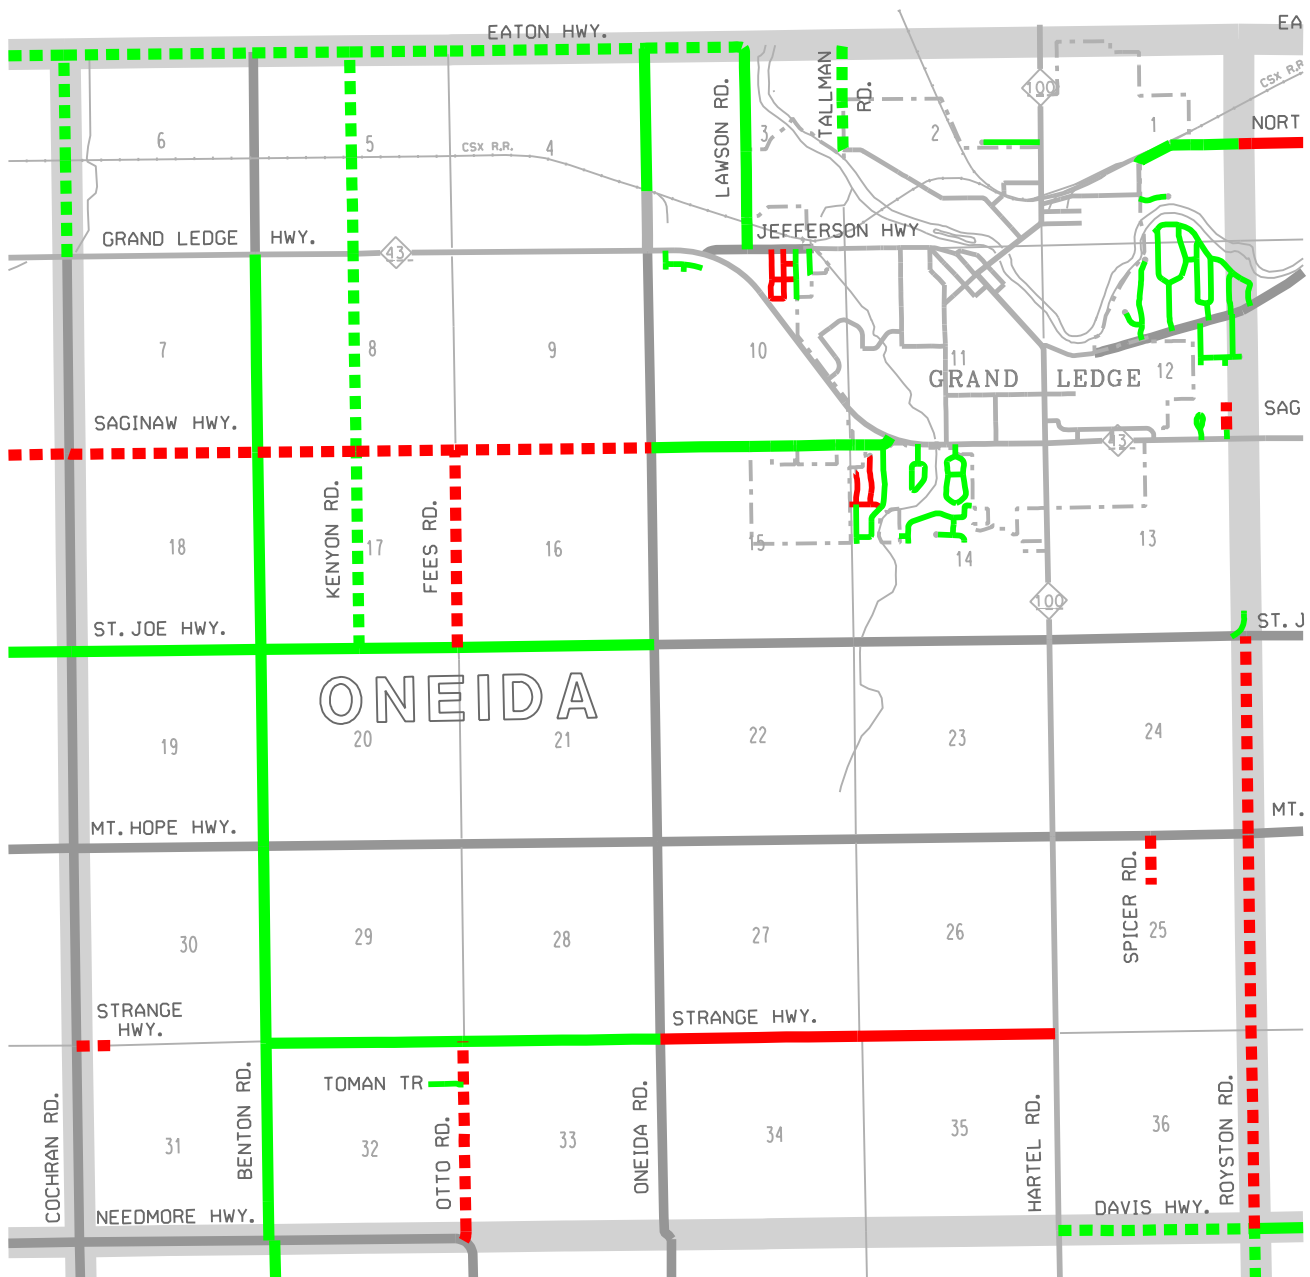 EATON HWY.
EA
TALLMAN
RD.
LAWSON RD.
100
CSX R.R.
NORT
6
5
CSX R.R.
4
3
2
1
GRAND LEDGE HWY.
43
JEFFERSON HWY
7
8
9
10
11
12
GRAND LEDGE
SAGINAW HWY.
SAG
43
KENYON RD.
FEES RD.
18
17
16
15
14
13
100
ST. JOE HWY.
ST. J
ONEIDA
19
20
21
22
23
24
MT. HOPE HWY.
MT.
SPICER RD.
30
29
28
27
26
25
STRANGE
HWY.
STRANGE HWY.
TOMAN TR
COCHRAN RD.
BENTON RD.
OTTO RD.
ONEIDA RD.
HARTEL RD.
ROYSTON RD.
31
32
33
34
35
36
NEEDMORE HWY.
DAVIS HWY.